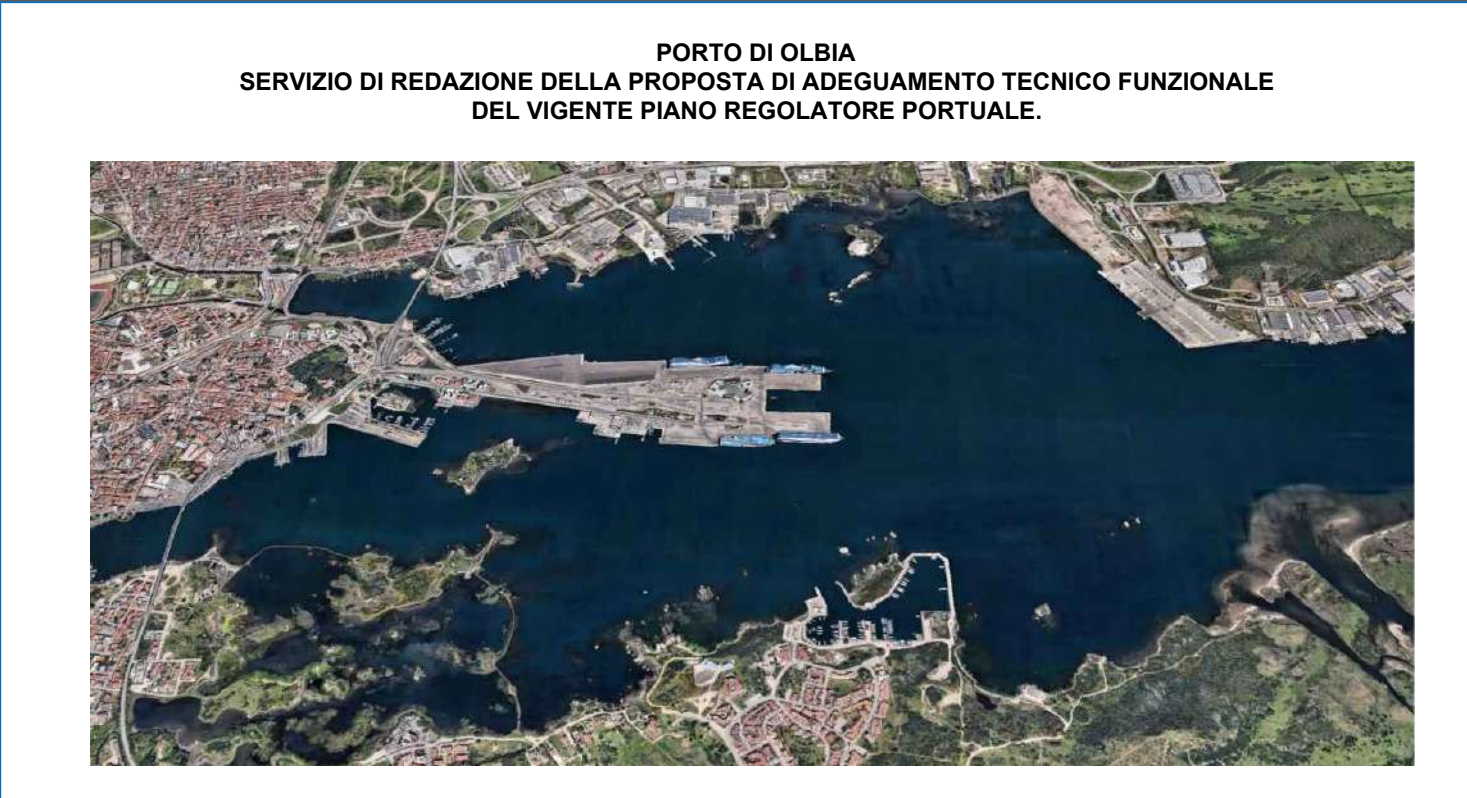 PORTO DI OLBIA
SERVIZIO DI REDAZIONE DELLA PROPOSTA DI ADEGUAMENTO TECNICO FUNZIONALE
DEL VIGENTE PIANO REGOLATORE PORTUALE.